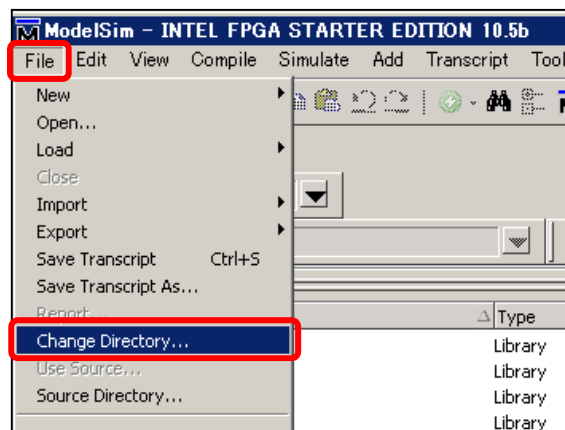 ModelSim - INTEL FPGA STARTER EDITION 10.5b
File Edit View Compile Simulate Add Transcript Tool
New
Open...
Load
Close
Import
Export
Save Transcript Ctrl+S
Save Transcript As...
Report...
Change Directory...
Use Source...
Source Directory...
Type
Library
Library
Library
Library